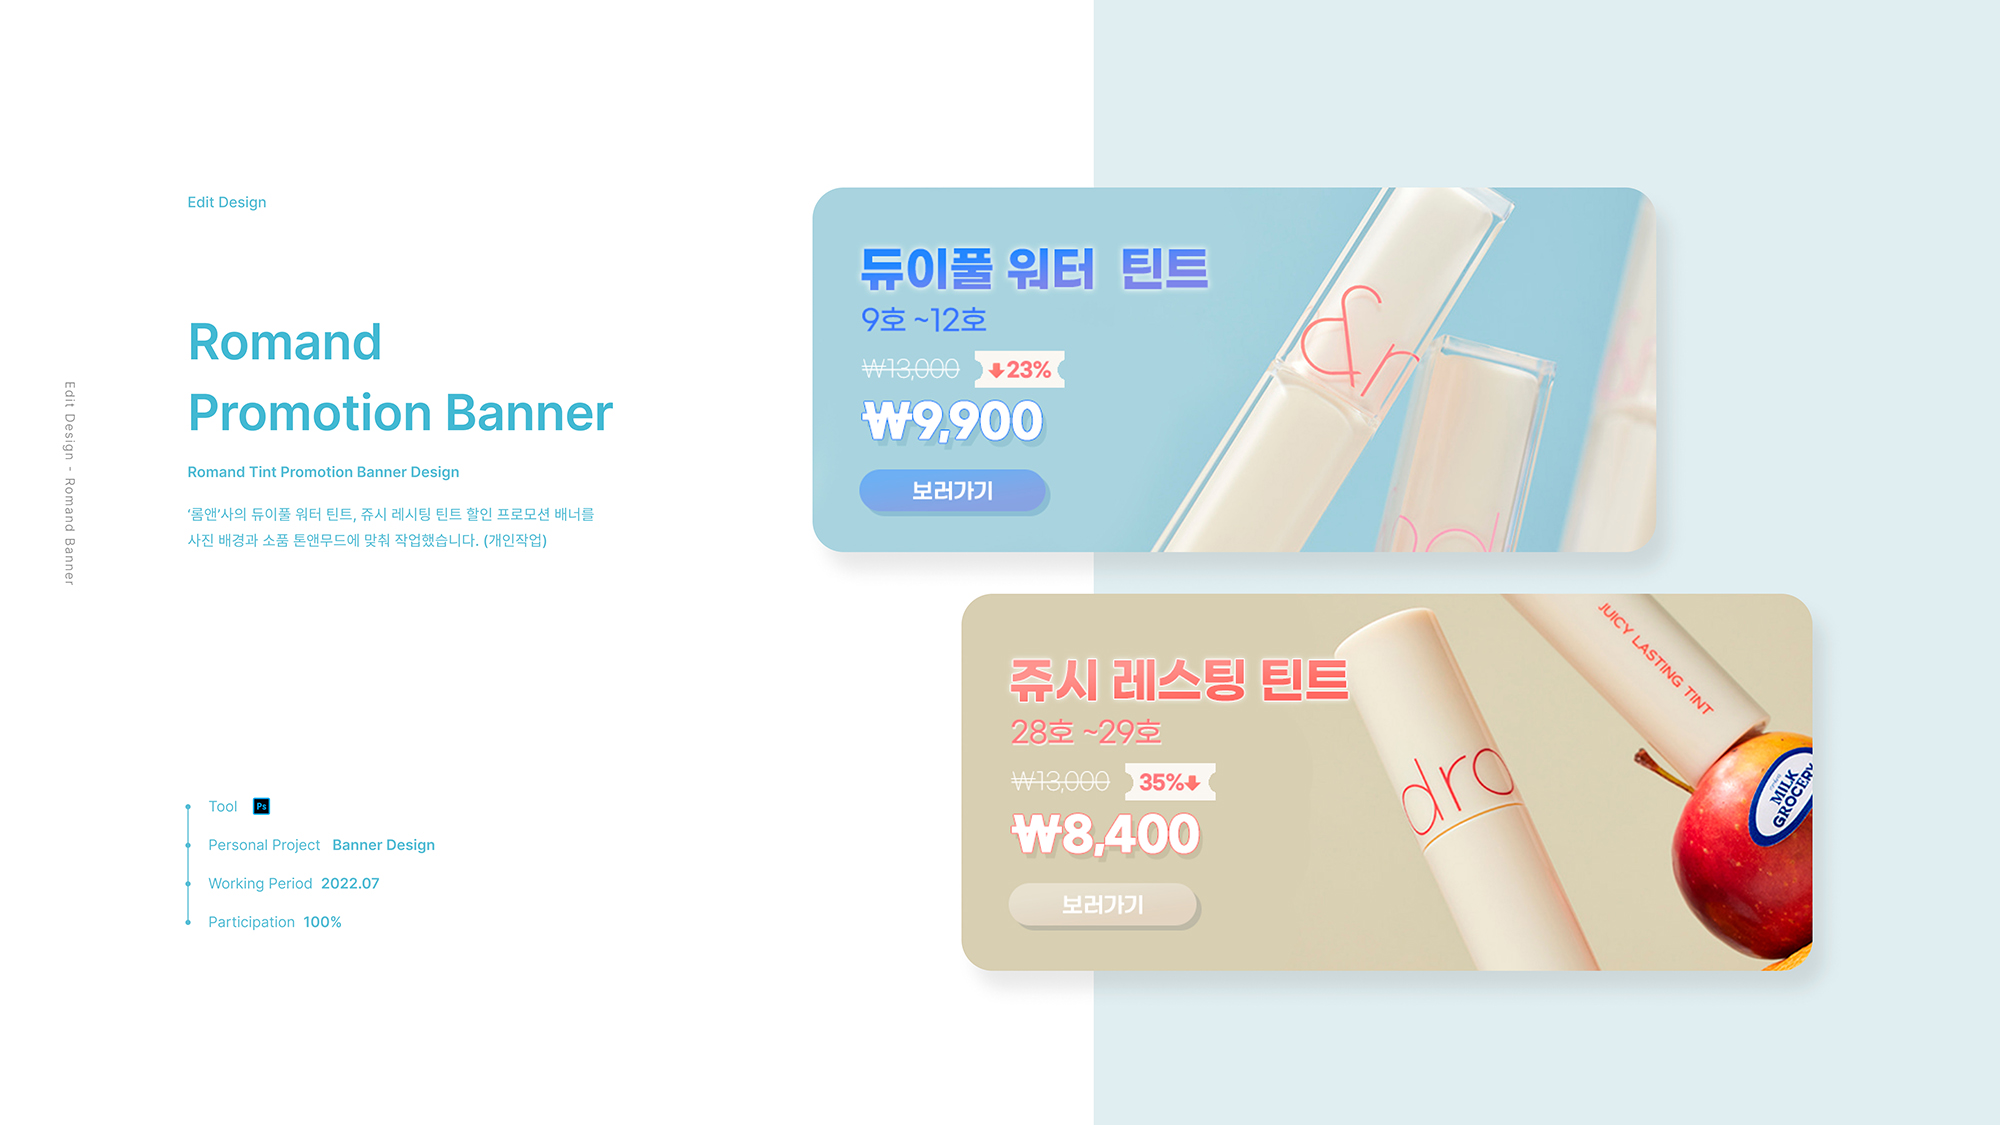 Edit Design
Romand
Promotion Banner
Romand Tint Promotion Banner Design
‘롬앤’사의 듀이풀 워터 틴트, 쥬시 레시팅 틴트 할인 프로모션 배너를
사진 배경과 소품 톤앤무드에 맞춰 작업했습니다. (개인작업)
Edit Design - Romand Banner
Tool Ps
Personal Project Banner Design
Working Period 2022.07
Participation 100%
듀이풀 워터 틴트
9호 ~12호
₩13,000 23%
₩9,900
보러가기
&r
nd
쥬시 레스팅 틴트
28호 ~29호
₩13,000 35%
₩8,400
보러가기
dro
JUICY LASTING TINT
MILK
GROCERY